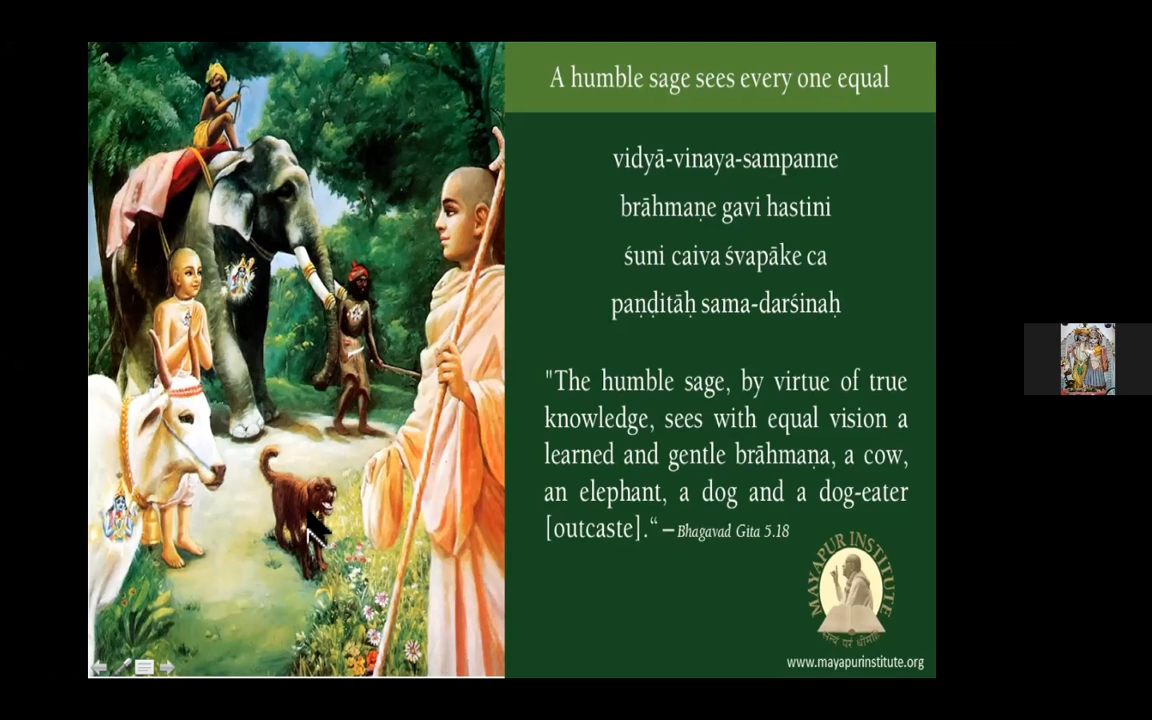 A humble sage sees every one equal
vidyā-vinaya-sampanne
brāhmaṇe gavi hastini
śuni caiva śvapāke ca
paṇḍitāḥ sama-darśinaḥ
"The humble sage, by virtue of true
knowledge, sees with equal vision a
learned and gentle brāhmaṇa, a cow,
an elephant, a dog and a dog-eater
[outcaste].“ – Bhagavad Gita 5.18
MAYAPUR INSTITUTE
www.mayapurinstitute.org